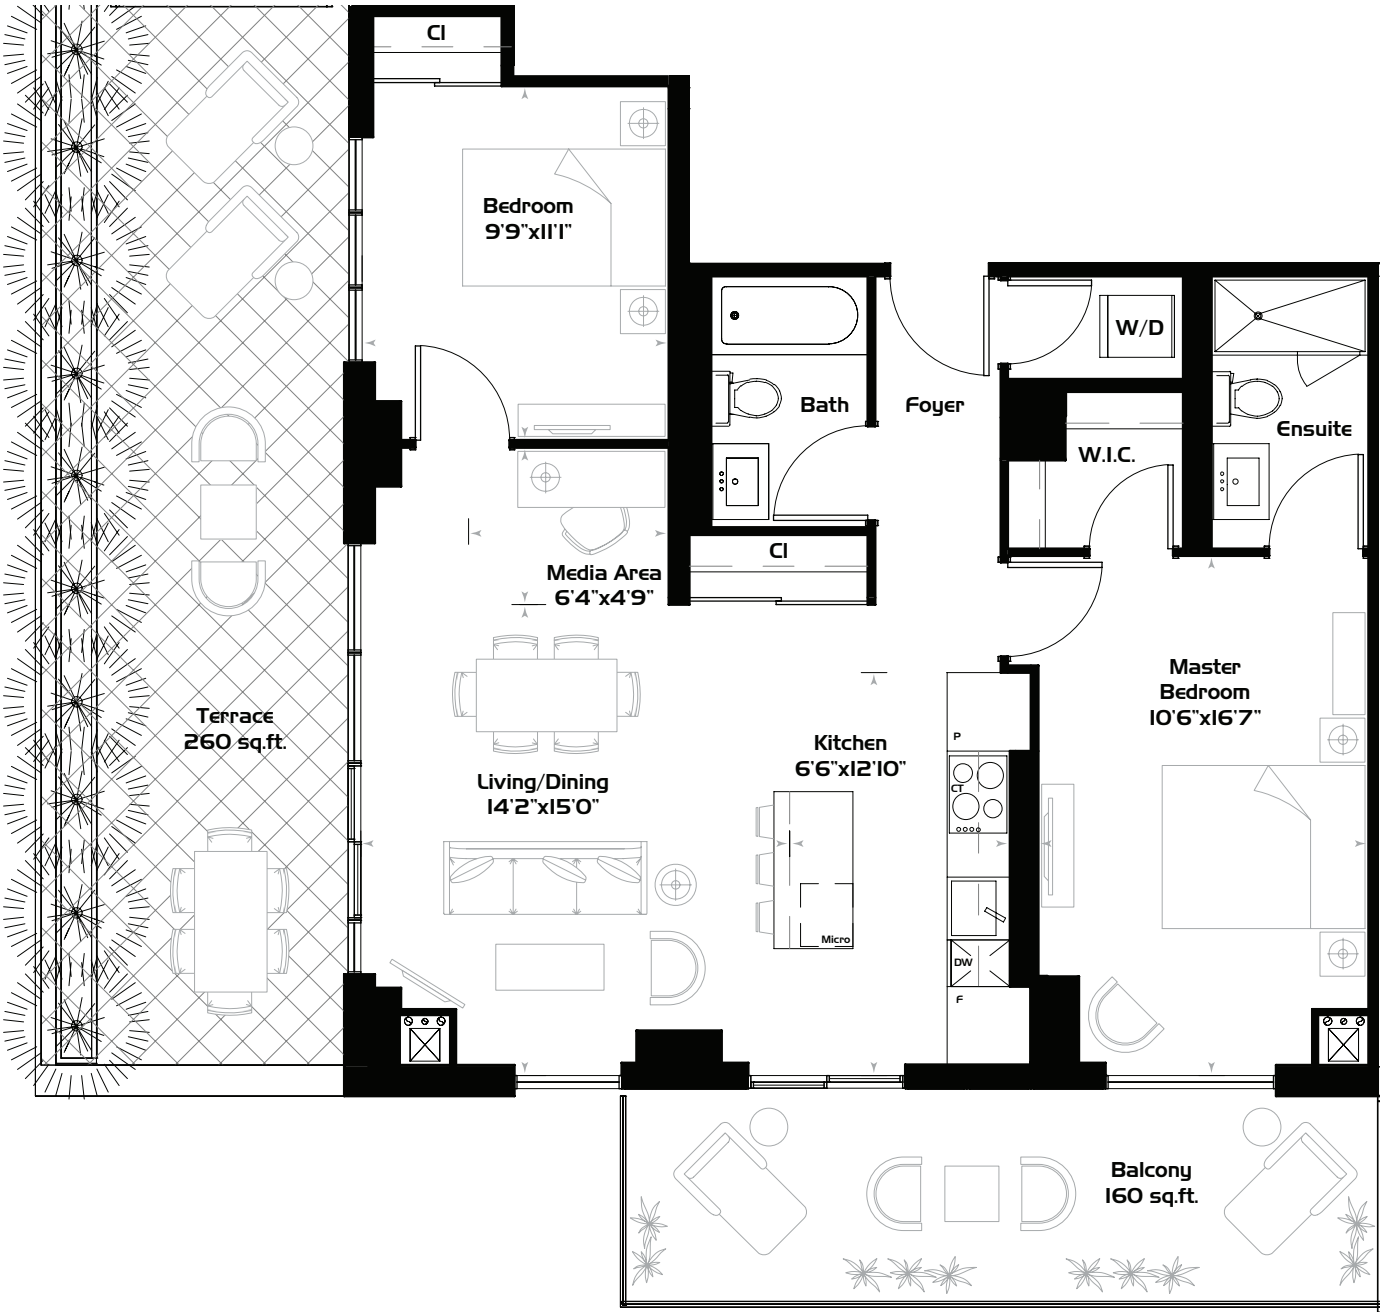 Cl
Bedroom
9'9"x11'1"
W/D
Bath
Foyer
Ensuite
W.I.C.
Cl
Media Area
6'4"x4'9"
Master
Bedroom
10'6"x16'7"
Terrace
260 sq.ft.
P
Kitchen
6'6"x12'10"
Living/Dining
14'2"x15'0"
CT
Micro
DW
F
Balcony
160 sq.ft.